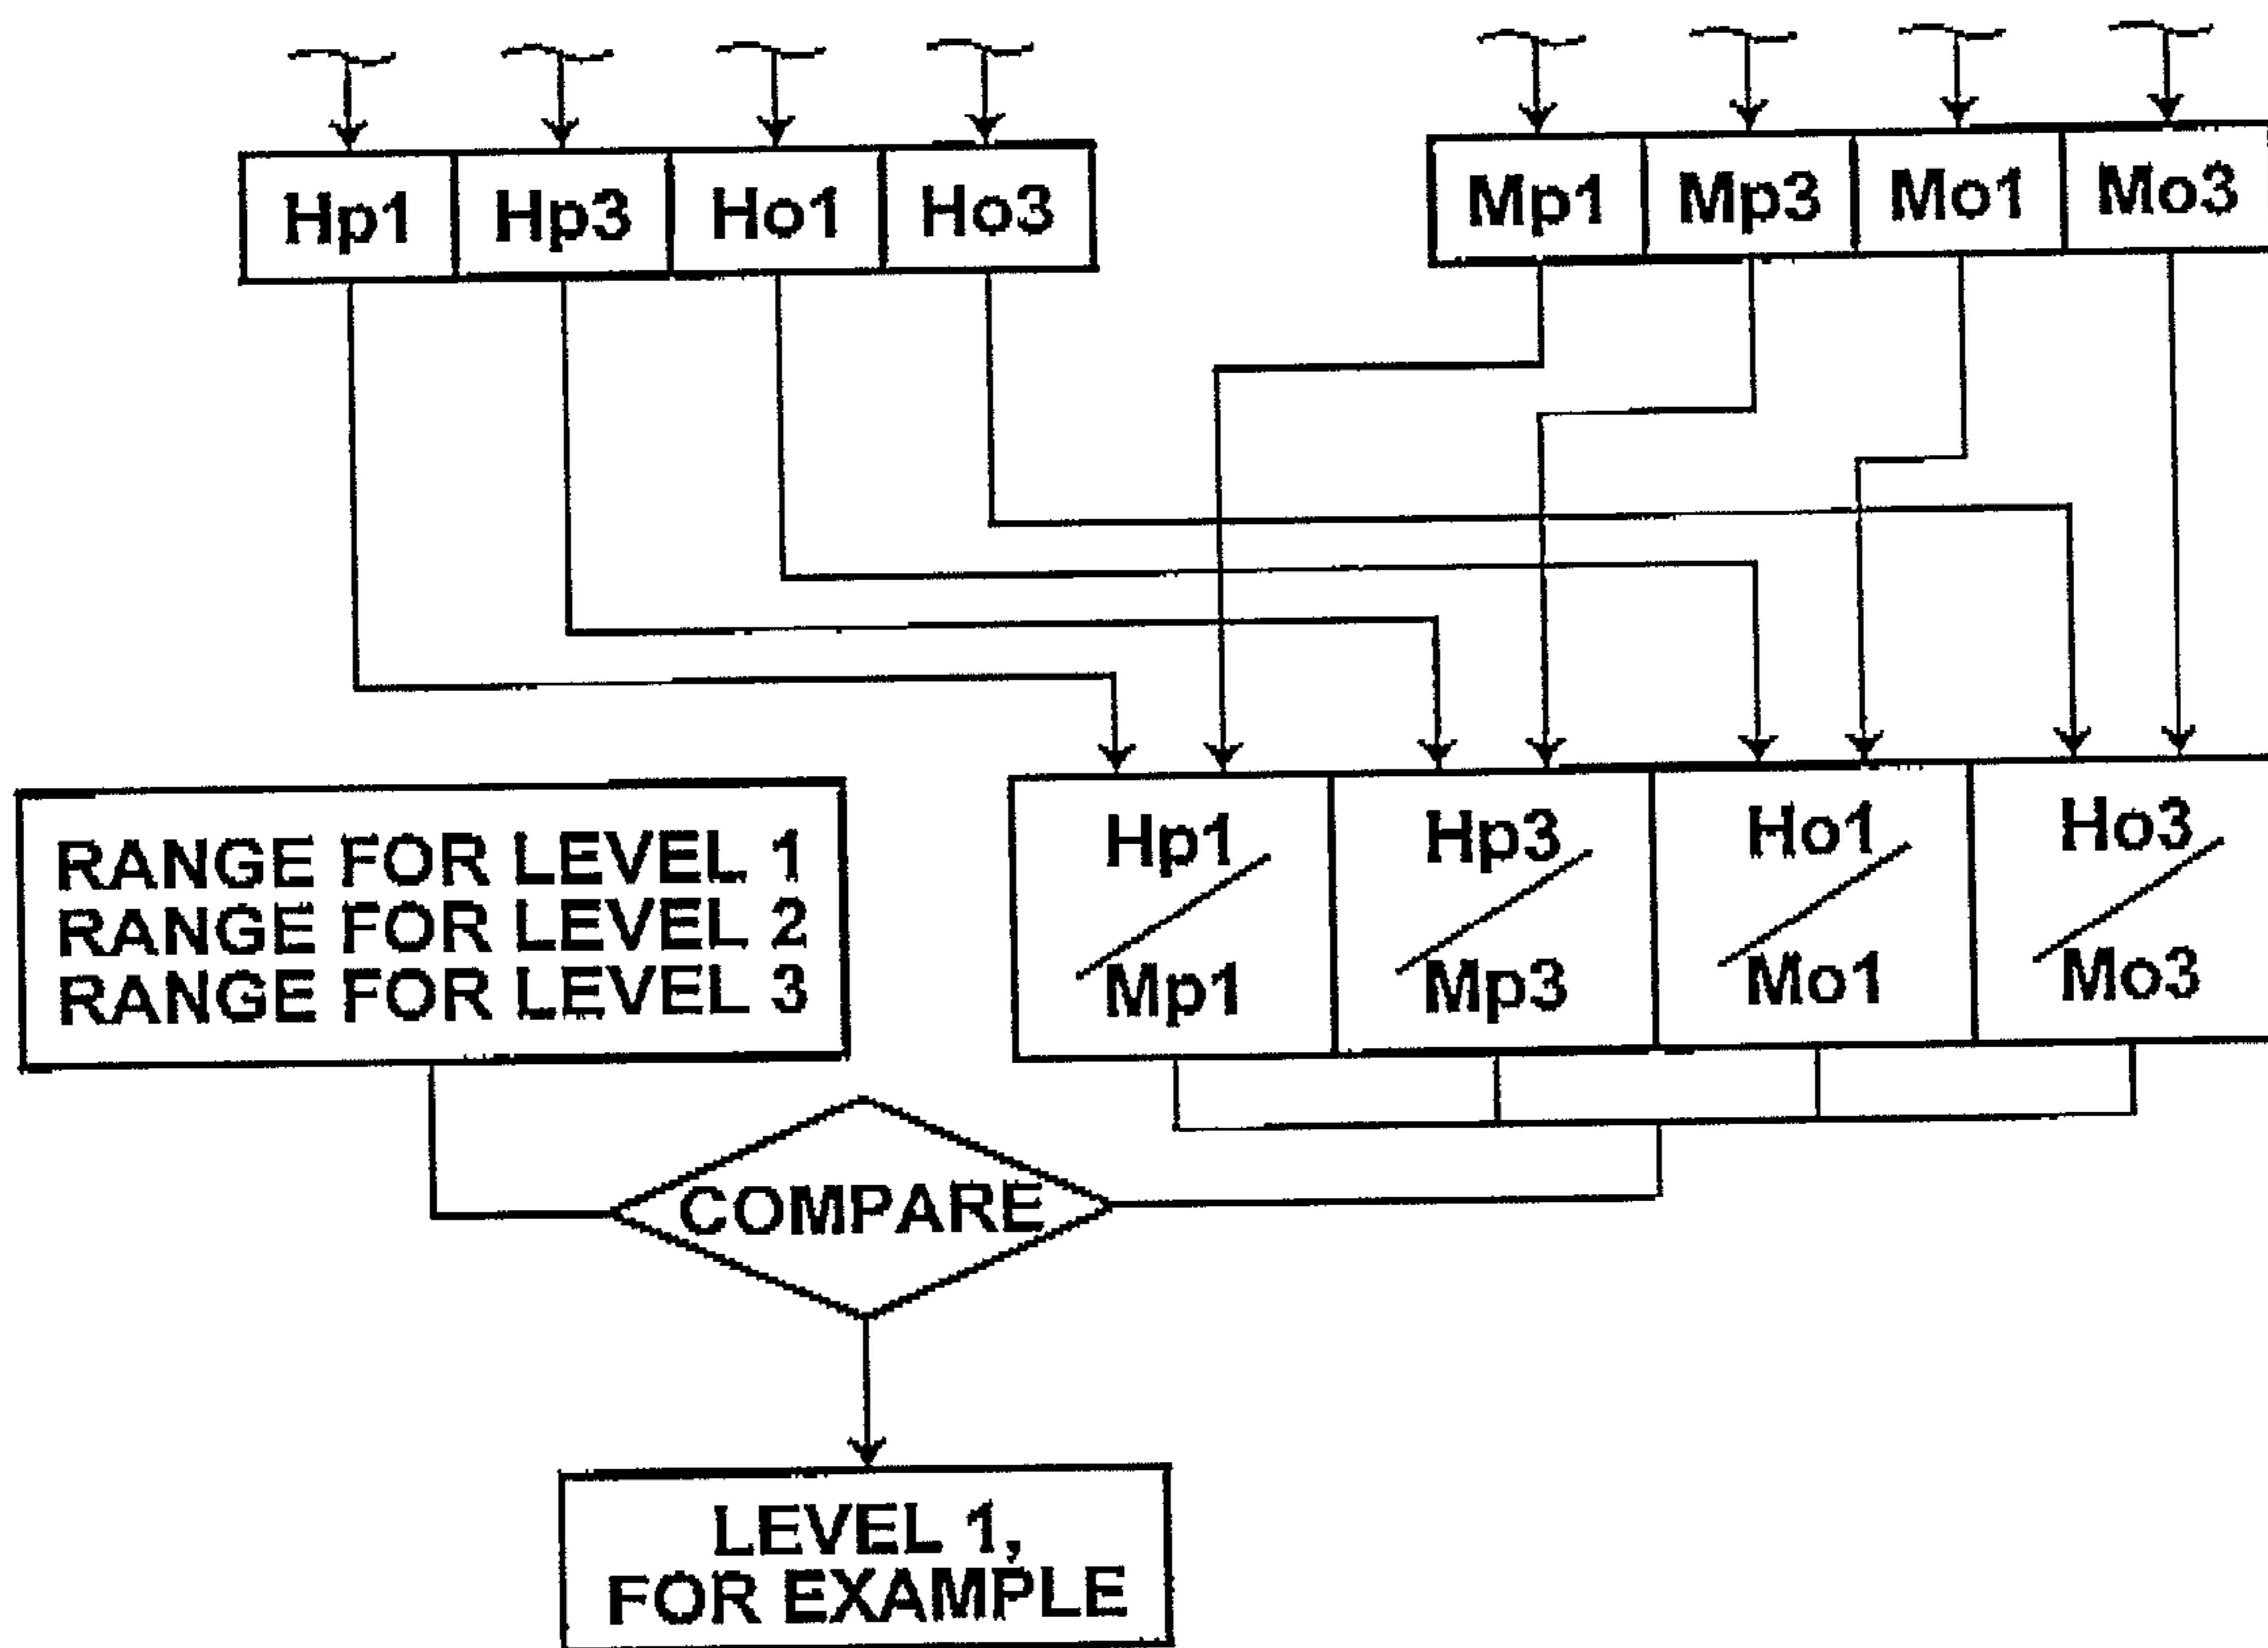 Hp1 Hp3 Ho1 Ho3
Mp1 Mp3 Mo1 Mo3
Hp1 Hp3 Ho1 Ho3
Mp1 Mp3 Mo1 Mo3
RANGE FOR LEVEL 1
RANGE FOR LEVEL 2
RANGE FOR LEVEL 3
COMPARE
LEVEL 1,
FOR EXAMPLE